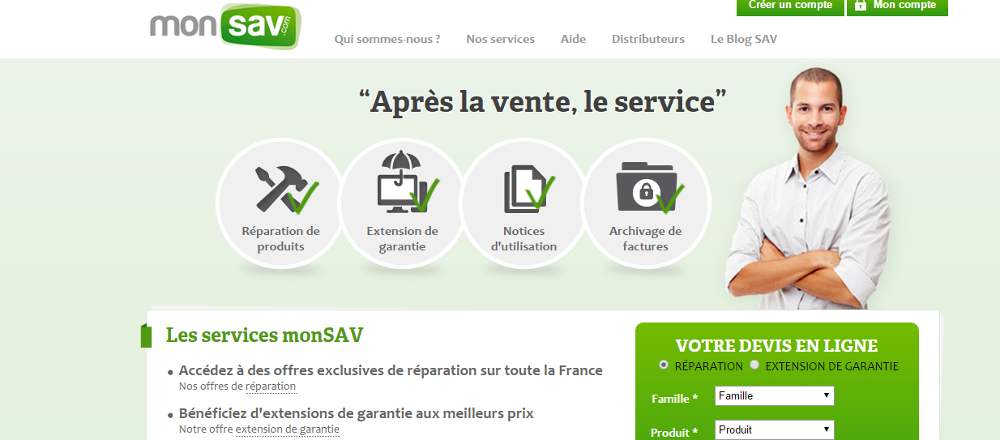 Créer un compte
Mon compte
mon sav.com
Qui sommes-nous ?
Nos services
Aide
Distributeurs
Le Blog SAV
“Après la vente, le service”
Réparation de
produits
Extension de
garantie
Notices
d'utilisation
Archivage de
factures
Les services monSAV
Accédez à des offres exclusives de réparation sur toute la France
Nos offres de réparation
Bénéficiez d'extensions de garantie aux meilleurs prix
Notre offre extension de garantie
VOTRE DEVIS EN LIGNE
RÉPARATION
EXTENSION DE GARANTIE
Famille *
Famille
Produit *
Produit